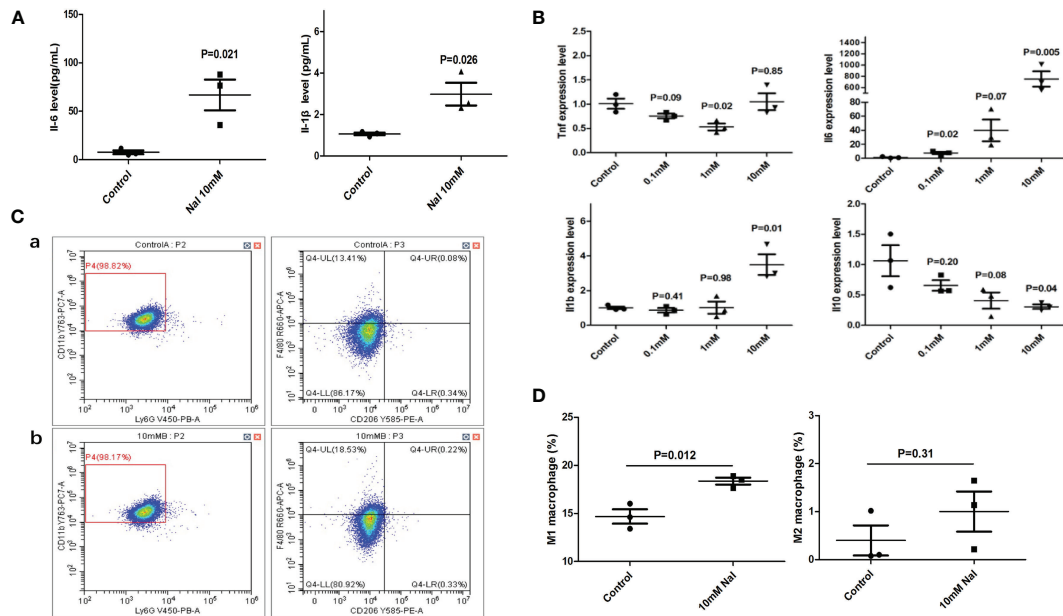 A
Il-6 level(pg/mL)
100
75
50
25
0
P=0.021
Control
NaI 10mM
Il-1β level(pg/mL)
6
4
2
0
P=0.026
Control
NaI 10mM
B
Tnf expression level
2.0
1.5
1.0
0.5
0.0
P=0.09
P=0.02
P=0.85
Control
0.1mM
1mM
10mM
Il6 expression level
1400
1200
1000
800
600
80
60
40
20
0
P=0.02
P=0.07
P=0.005
Control
0.1mM
1mM
10mM
Il1b expression level
6
4
2
0
P=0.41
P=0.98
P=0.01
Control
0.1mM
1mM
10mM
Il10 expression level
2.0
1.5
1.0
0.5
0.0
P=0.20
P=0.08
P=0.04
Control
0.1mM
1mM
10mM
C
a
ControlA : P2
P4(98.82%)
CD11b Y763-PC7-A
Ly6G V450-PB-A
ControlA : P3
Q4-UL(13.41%)
Q4-UR(0.08%)
Q4-LL(86.17%)
Q4-LR(0.34%)
F4/80 R660-APC-A
CD206 Y585-PE-A
b
10mMB : P2
P4(98.17%)
CD11b Y763-PC7-A
Ly6G V450-PB-A
10mMB : P3
Q4-UL(18.53%)
Q4-UR(0.22%)
Q4-LL(80.92%)
Q4-LR(0.33%)
F4/80 R660-APC-A
CD206 Y585-PE-A
D
M1 macrophage (%)
25
20
15
10
P=0.012
Control
10mM NaI
M2 macrophage (%)
3
2
1
0
P=0.31
Control
10mM NaI